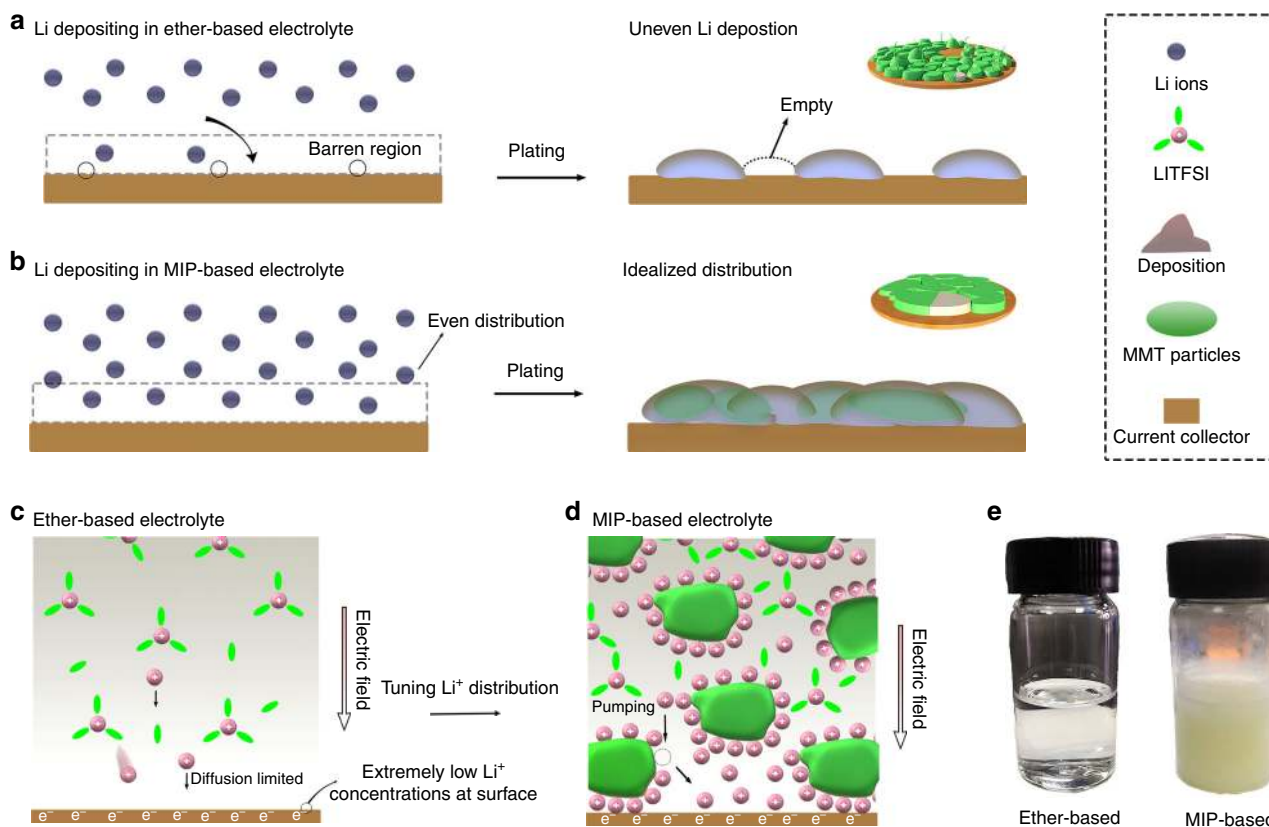 a Li depositing in ether-based electrolyte
Uneven Li depostion
Empty
Barren region
Plating
b Li depositing in MIP-based electrolyte
Idealized distribution
Even distribution
Plating
Li ions
LITFSI
Deposition
MMT particles
Current collector
c Ether-based electrolyte
Electric field
Tuning Li⁺ distribution
Diffusion limited
Extremely low Li⁺
concentrations at surface
e⁻ e⁻ e⁻ e⁻ e⁻ e⁻ e⁻ e⁻
d MIP-based electrolyte
Pumping
Electric field
e⁻ e⁻ e⁻ e⁻ e⁻ e⁻ e⁻ e⁻
e
Ether-based
MIP-based